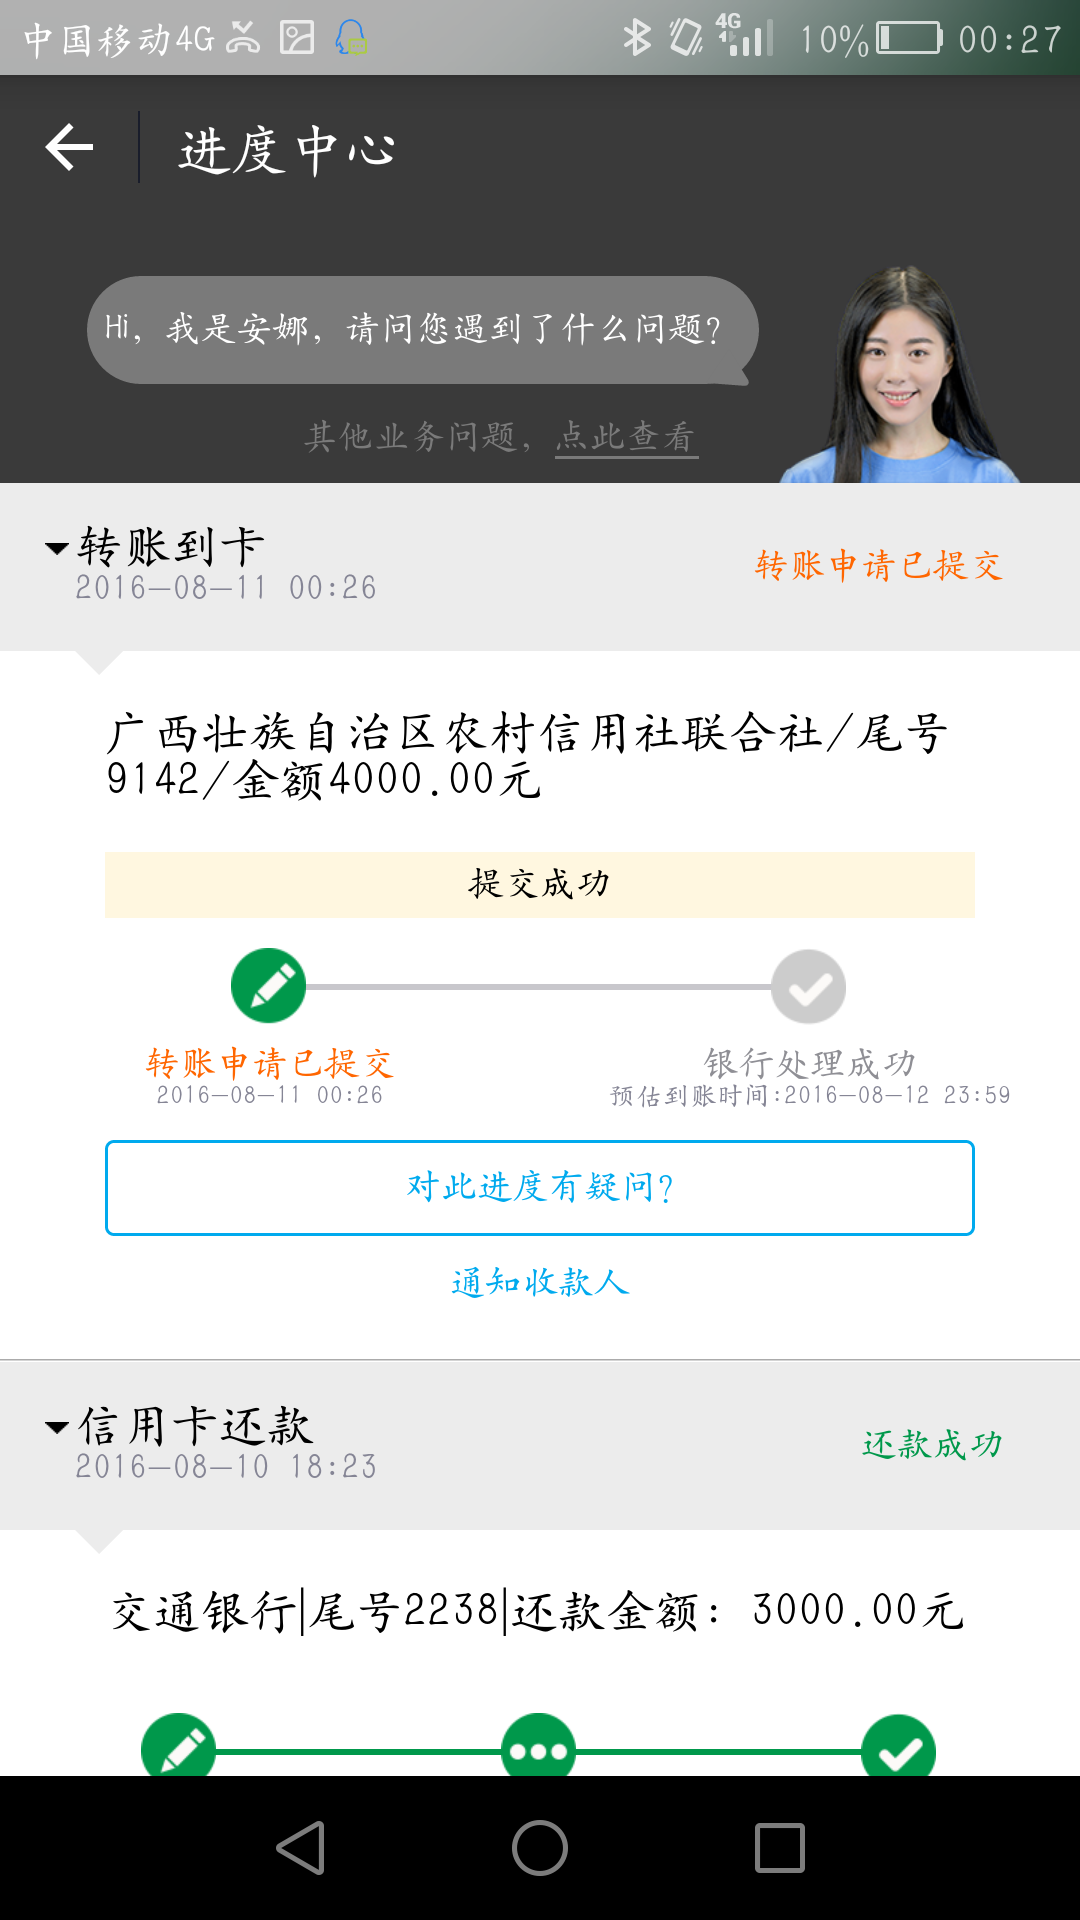 中国移动4G 4G 10% 00:27
进度中心
Hi，我是安娜，请问您遇到了什么问题？
其他业务问题，点此查看
转账到卡
2016-08-11 00:26
转账申请已提交
广西壮族自治区农村信用社联合社/尾号
9142/金额4000.00元
提交成功
转账申请已提交
2016-08-11 00:26
银行处理成功
预估到账时间:2016-08-12 23:59
对此进度有疑问？
通知收款人
信用卡还款
2016-08-10 18:23
还款成功
交通银行|尾号2238|还款金额：3000.00元